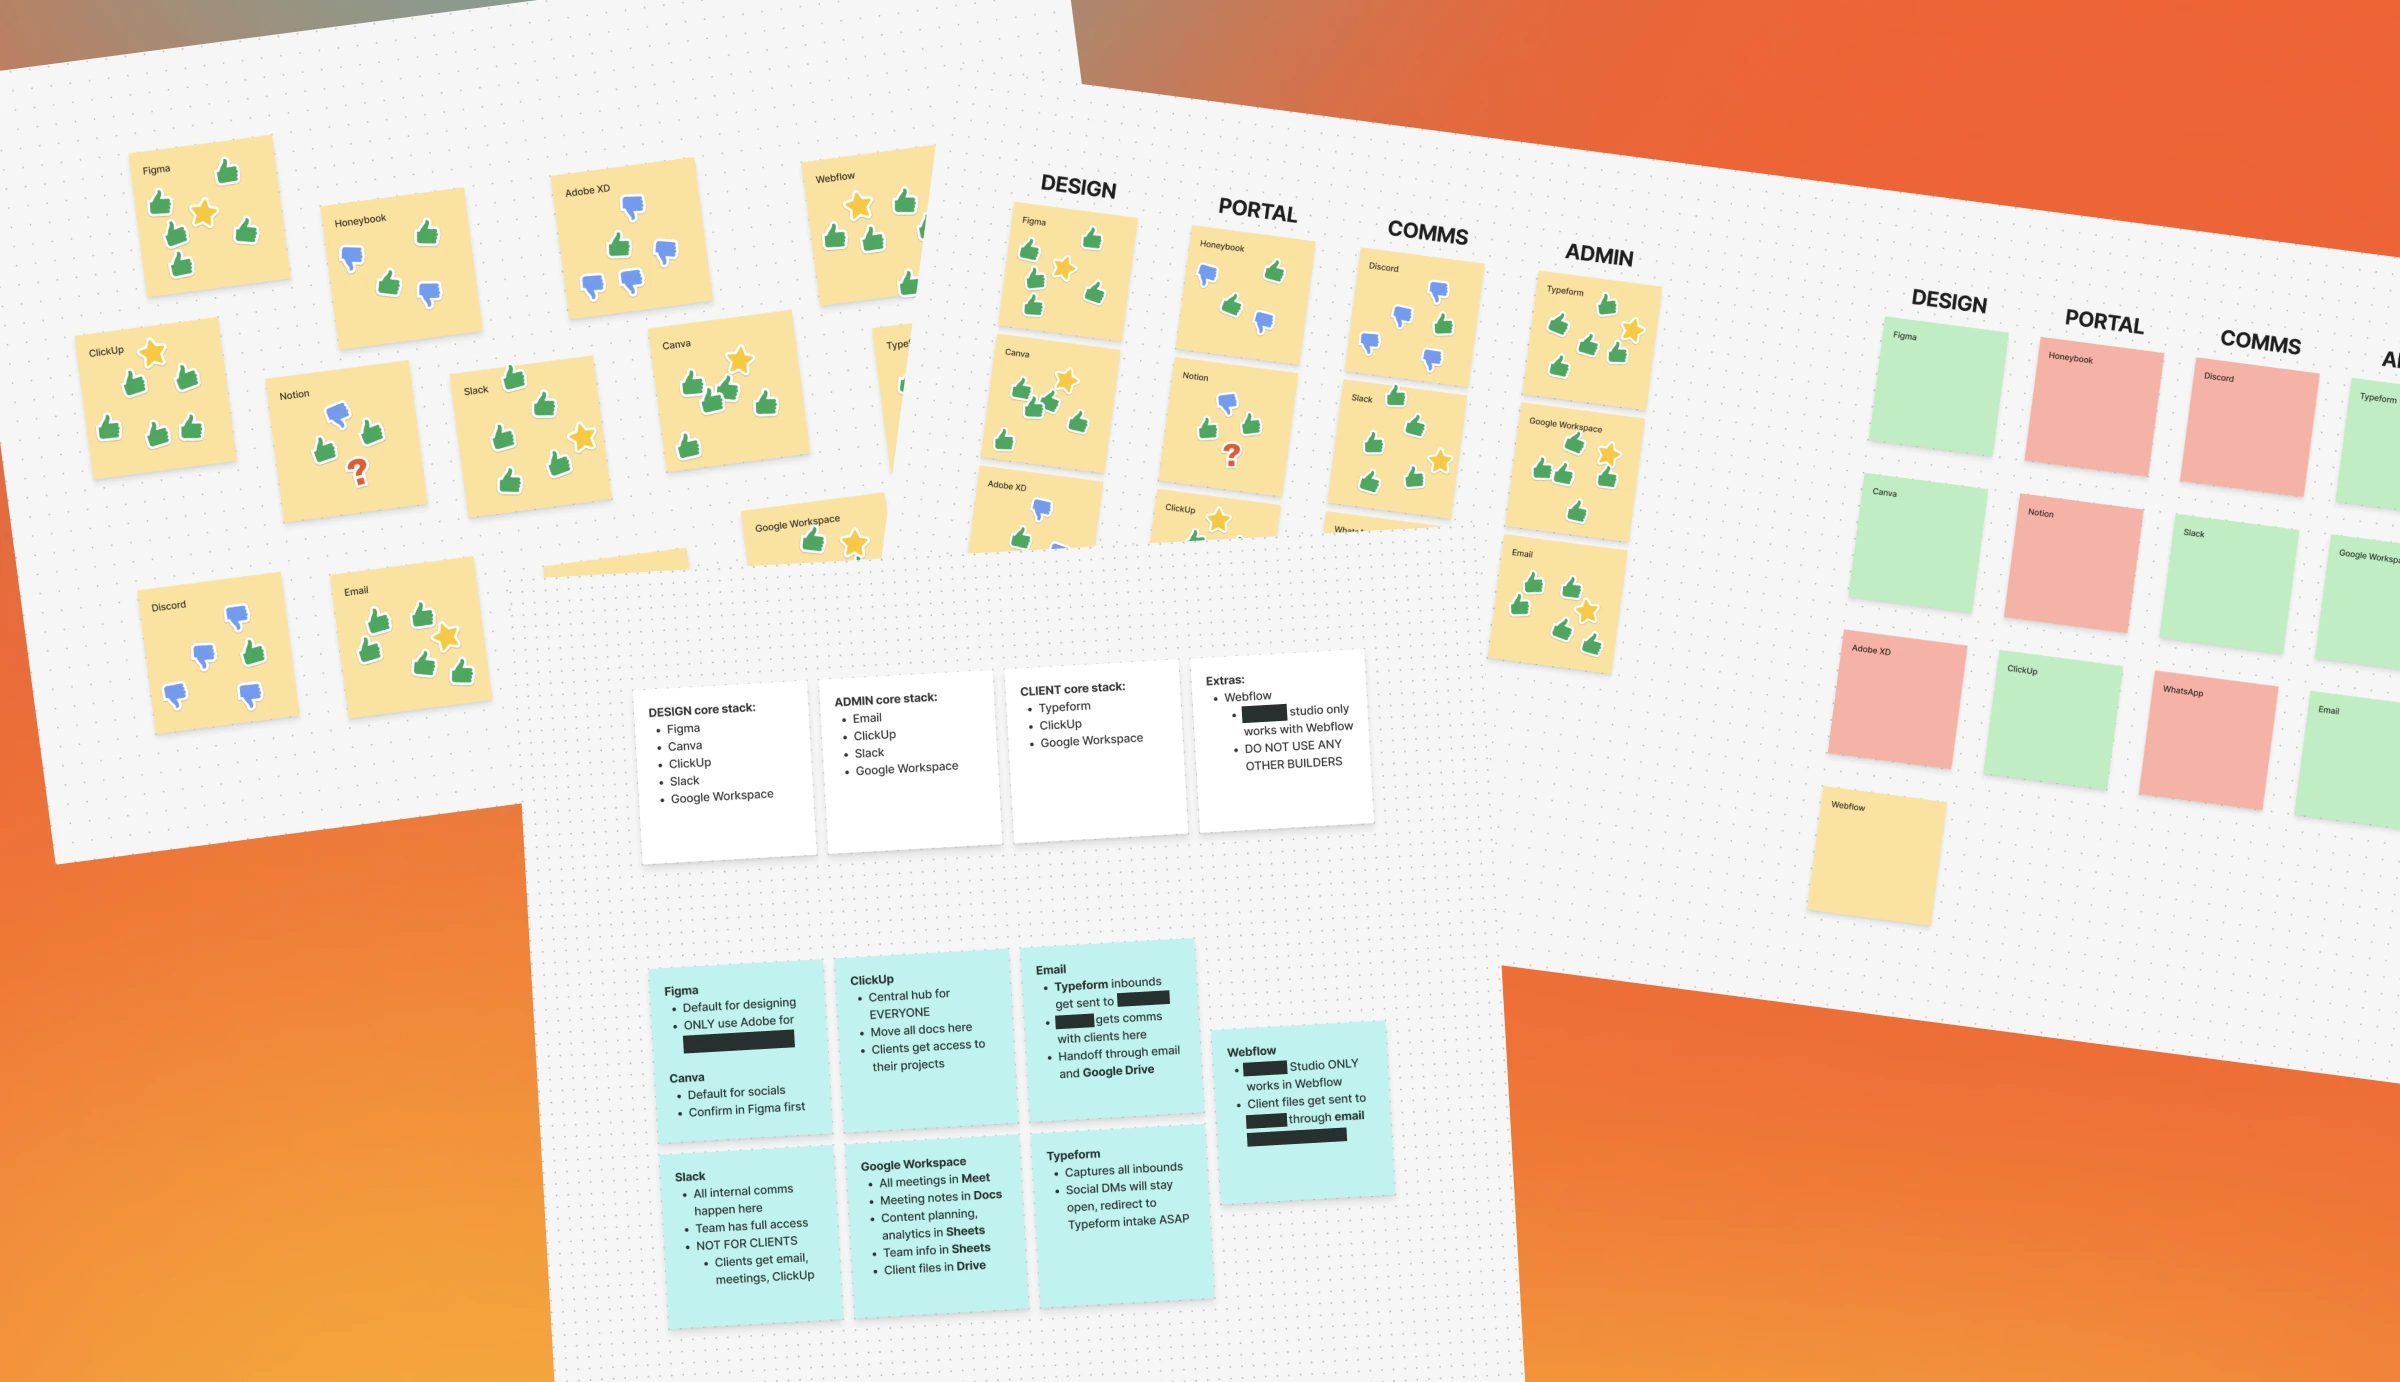 Figma
Honeybook
Adobe XD
Webflow
ClickUp
Notion
Slack
Canva
Google Workspace
Discord
Email
DESIGN
PORTAL
COMMS
ADMIN
Figma
Honeybook
Discord
Typeform
Canva
Notion
Slack
Google Workspace
Adobe XD
ClickUp
Email
DESIGN
PORTAL
COMMS
Figma
Honeybook
Discord
Typeform
Canva
Notion
Slack
Google
Adobe XD
ClickUp
WhatsApp
Email
Webflow
DESIGN core stack:
• Figma
• Canva
• ClickUp
• Slack
• Google Workspace
ADMIN core stack:
• Email
• ClickUp
• Slack
• Google Workspace
CLIENT core stack:
• Typeform
• ClickUp
• Google Workspace
Extras:
• Webflow
• studio only
works with Webflow
• DO NOT USE ANY
OTHER BUILDERS
Figma
• Default for designing
• ONLY use Adobe for
Canva
• Default for socials
• Confirm in Figma first
ClickUp
• Central hub for
EVERYONE
• Move all docs here
• Clients get access to
their projects
Email
• Typeform inbounds
get sent to
• gets comms
with clients here
• Handoff through email
and Google Drive
Webflow
• Studio ONLY
works in Webflow
• Client files get sent to
through email
Slack
• All internal comms
happen here
• Team has full access
• NOT FOR CLIENTS
• Clients get email,
meetings, ClickUp
Google Workspace
• All meetings in Meet
• Meeting notes in Docs
• Content planning,
analytics in Sheets
• Team info in Sheets
• Client files in Drive
Typeform
• Captures all inbounds
• Social DMs will stay
open, redirect to
Typeform intake ASAP